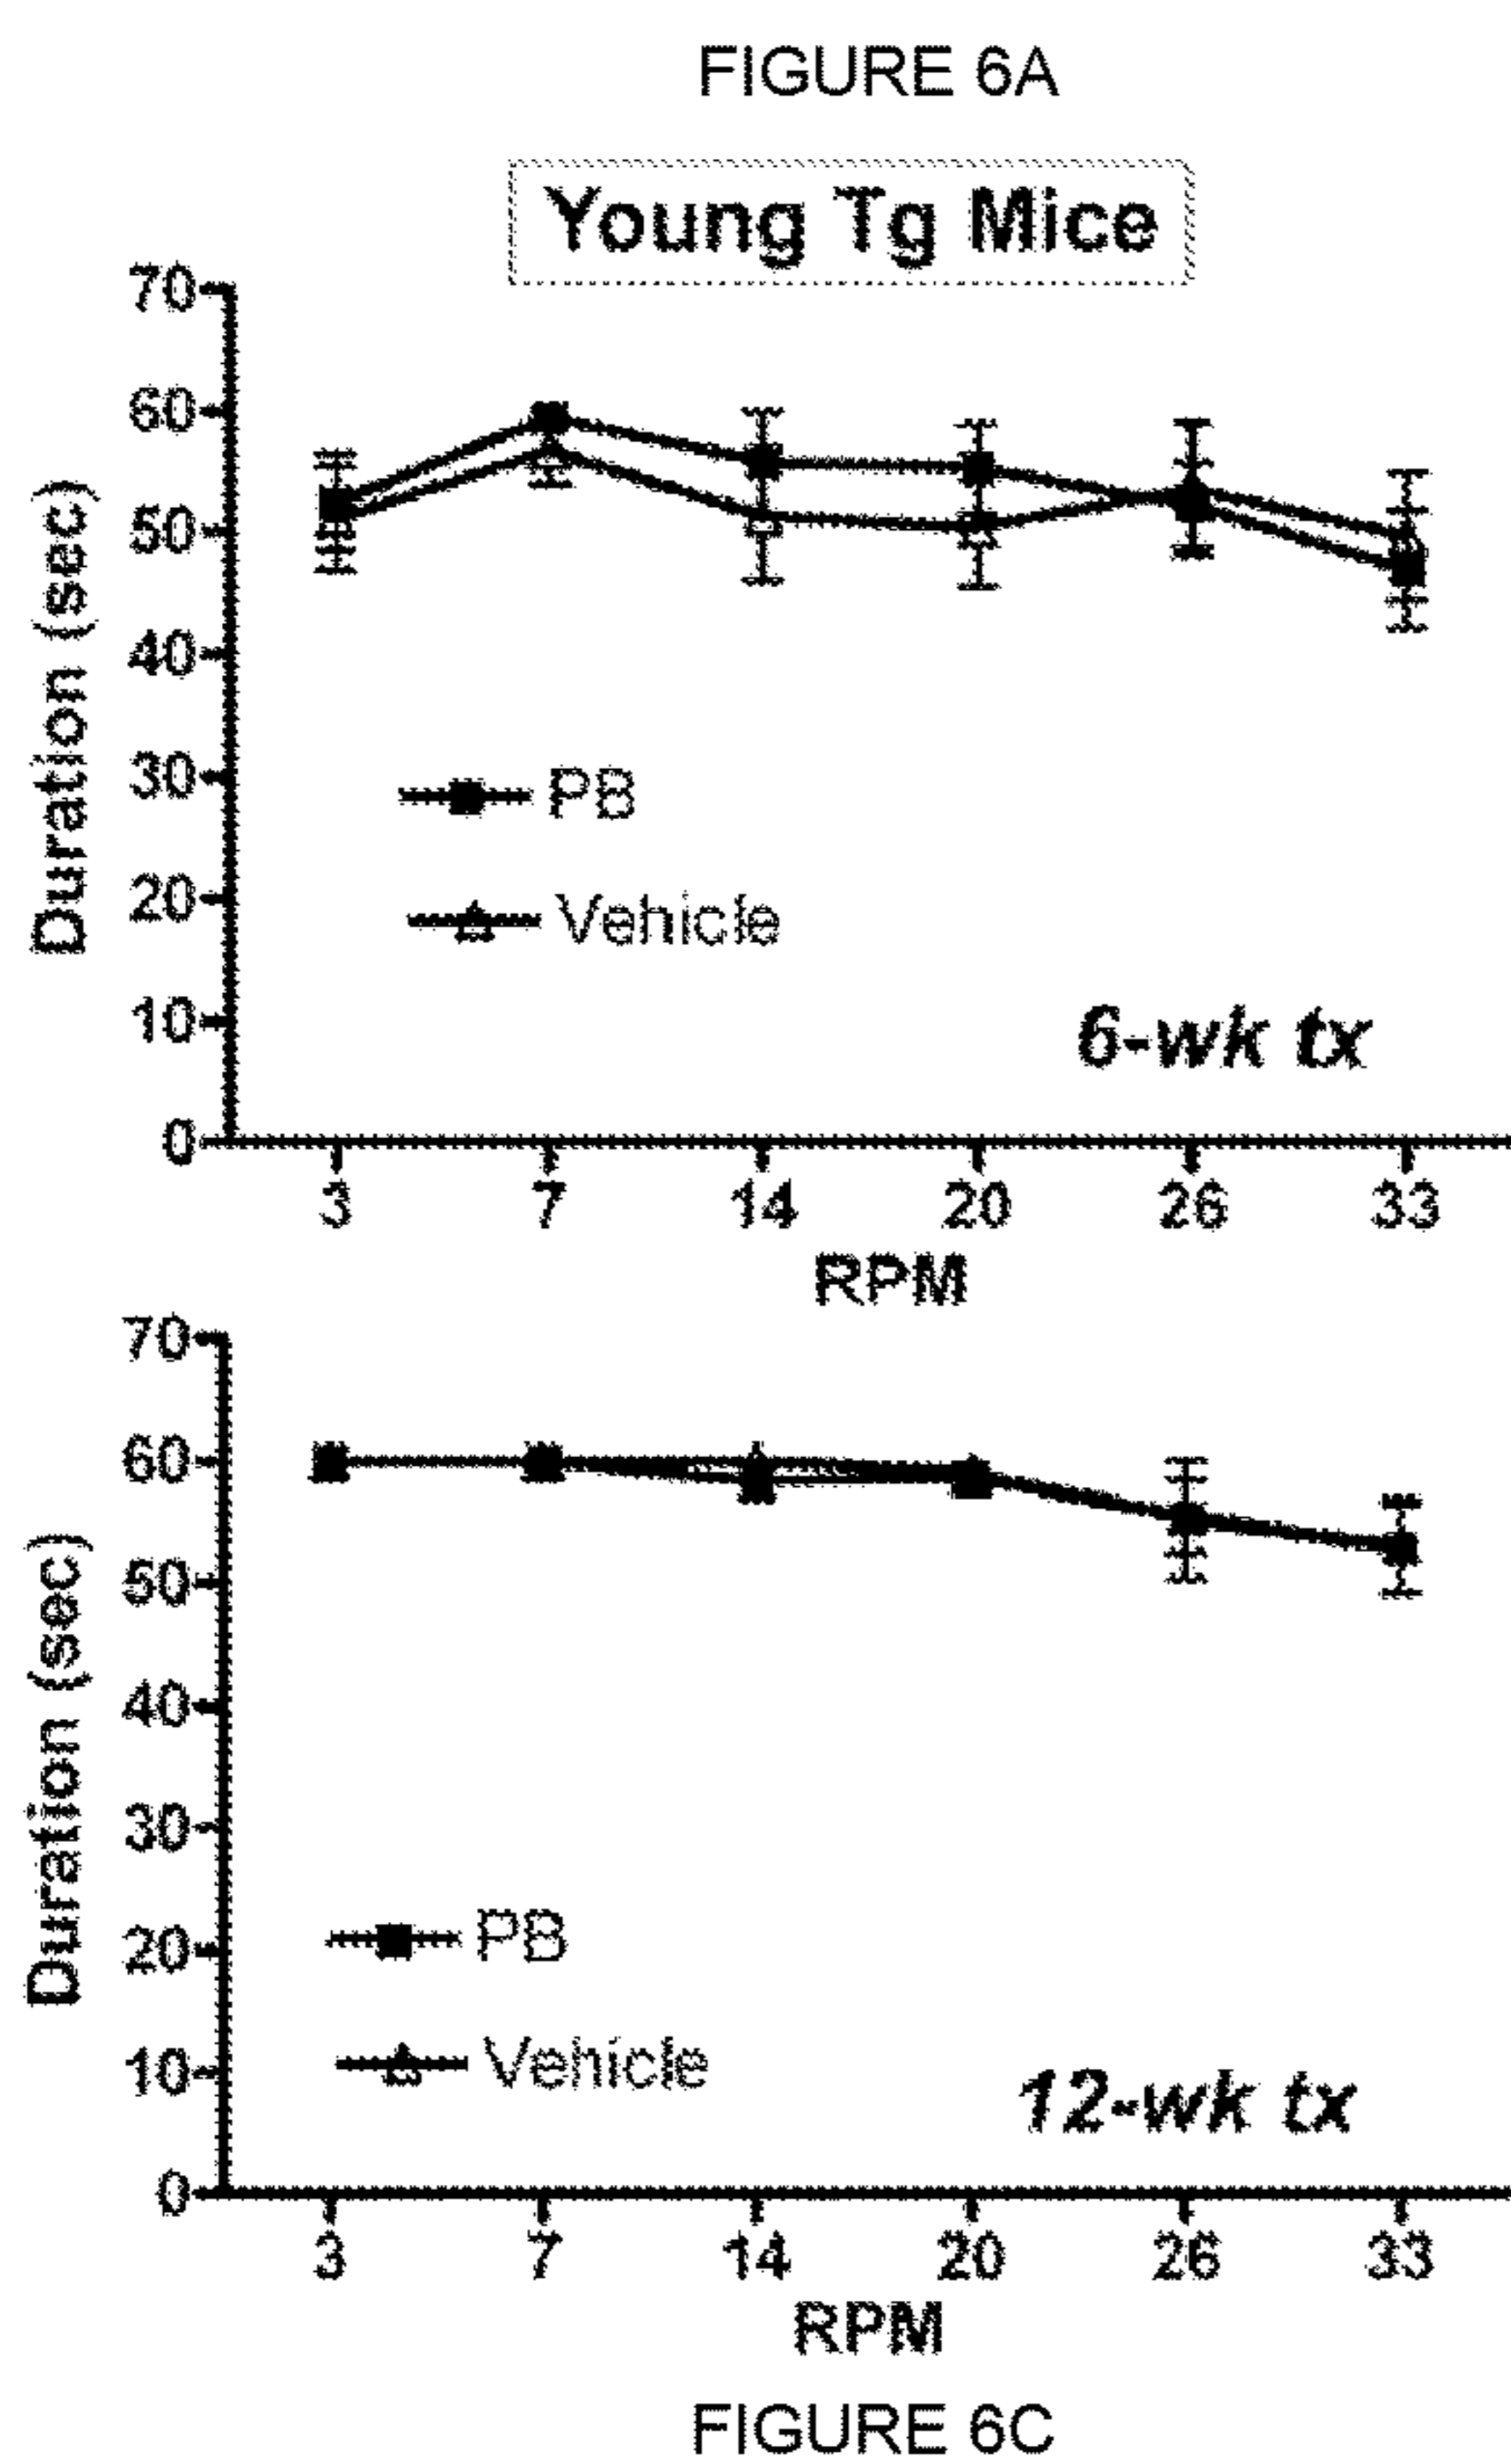 FIGURE 6A
Young Tg Mice
Duration (sec)
70
60
50
40
30
20
10
0
PB
Vehicle
6-wk tx
3 7 14 20 26 33
RPM
Duration (sec)
70
60
50
40
30
20
10
0
PB
Vehicle
12-wk tx
3 7 14 20 26 33
RPM
FIGURE 6C